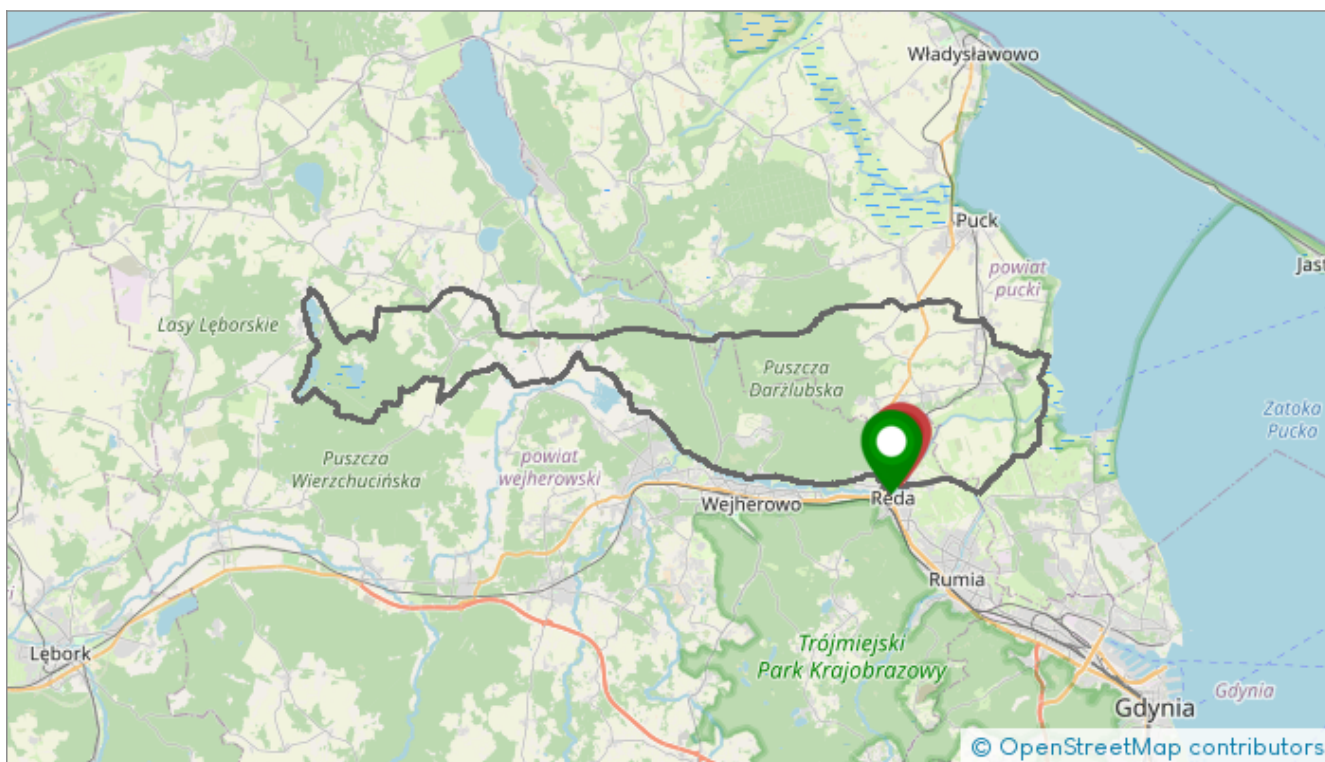 Władysławowo
Puck
powiat
pucki
Jast
Lasy Lęborskie
Puszcza
Darżlubska
Zatoka
Pucka
Puszcza
Wierzchucińska
powiat
wejherowski
Wejherowo
Reda
Rumia
Lębork
Trójmiejski
Park Krajobrazowy
Gdynia
Gdynia
© OpenStreetMap contributors